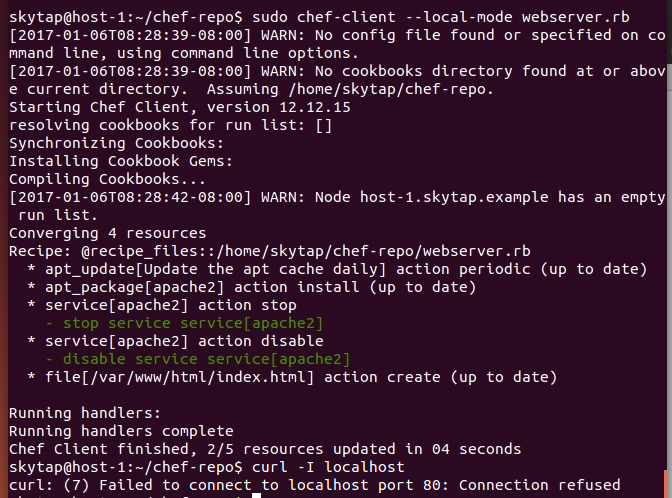 skytap@host-1:~/chef-repo$ sudo chef-client --local-mode webserver.rb
[2017-01-06T08:28:39-08:00] WARN: No config file found or specified on co
mmand line, using command line options.
[2017-01-06T08:28:39-08:00] WARN: No cookbooks directory found at or abov
e current directory.  Assuming /home/skytap/chef-repo.
Starting Chef Client, version 12.12.15
resolving cookbooks for run list: []
Synchronizing Cookbooks:
Installing Cookbook Gems:
Compiling Cookbooks...
[2017-01-06T08:28:42-08:00] WARN: Node host-1.skytap.example has an empty
 run list.
Converging 4 resources
Recipe: @recipe_files::/home/skytap/chef-repo/webserver.rb
  * apt_update[Update the apt cache daily] action periodic (up to date)
  * apt_package[apache2] action install (up to date)
  * service[apache2] action stop
    - stop service service[apache2]
  * service[apache2] action disable
    - disable service service[apache2]
  * file[/var/www/html/index.html] action create (up to date)
Running handlers:
Running handlers complete
Chef Client finished, 2/5 resources updated in 04 seconds
skytap@host-1:~/chef-repo$ curl -I localhost
curl: (7) Failed to connect to localhost port 80: Connection refused